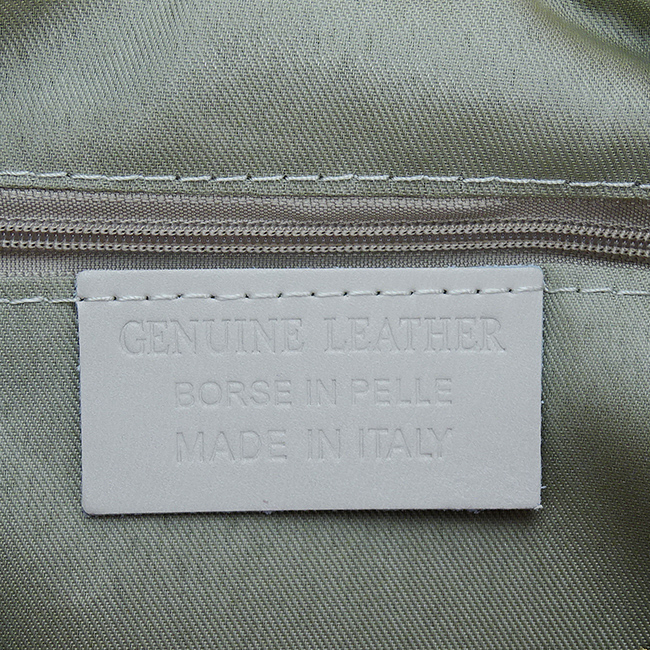 GENUINE LEATHER
BORSE IN PELLE
MADE IN ITALY